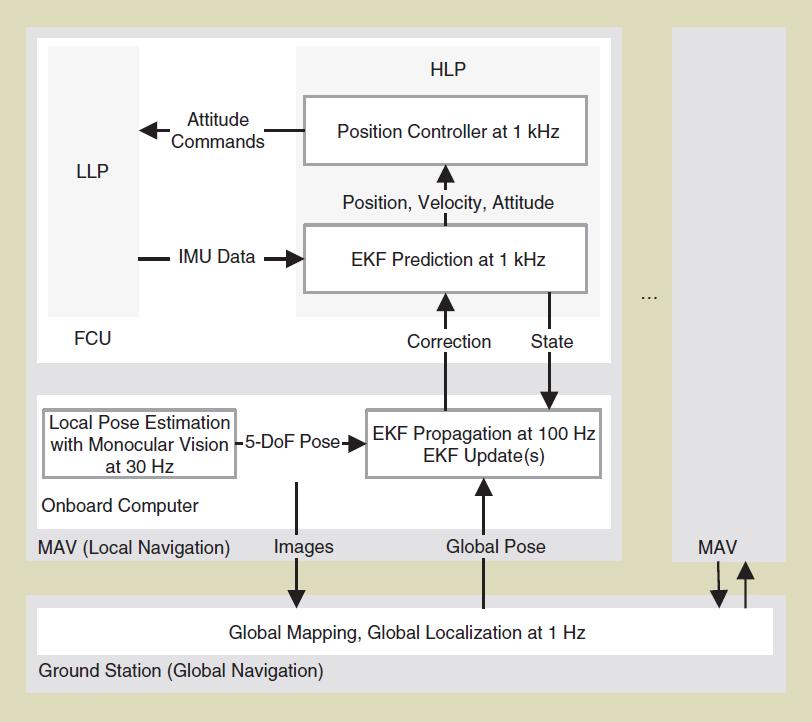 HLP
Attitude
Commands
Position Controller at 1 kHz
LLP
Position, Velocity, Attitude
IMU Data
EKF Prediction at 1 kHz
...
FCU
Correction
State
Local Pose Estimation
with Monocular Vision
at 30 Hz
5-DoF Pose
EKF Propagation at 100 Hz
EKF Update(s)
Onboard Computer
MAV (Local Navigation)
Images
Global Pose
MAV
Global Mapping, Global Localization at 1 Hz
Ground Station (Global Navigation)